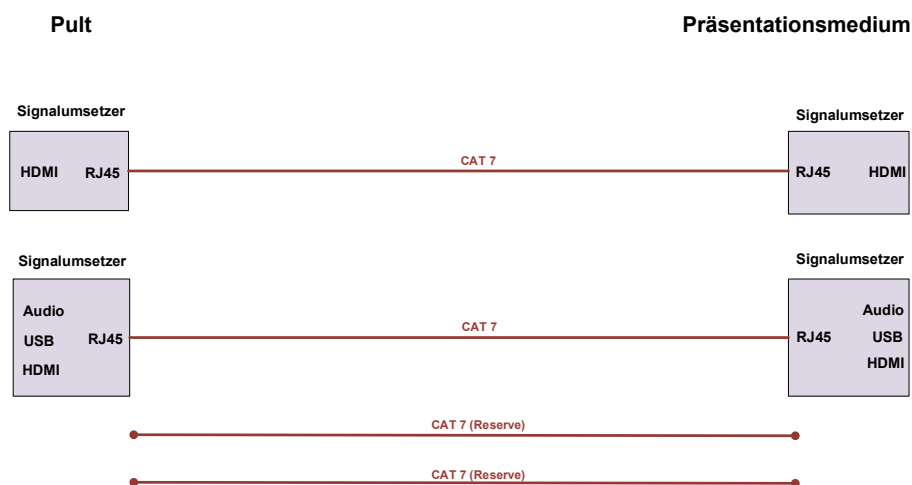 Pult
Präsentationsmedium
Signalumsetzer
Signalumsetzer
HDMI RJ45
CAT 7
RJ45 HDMI
Signalumsetzer
Signalumsetzer
Audio
USB RJ45
HDMI
CAT 7
Audio
RJ45 USB
HDMI
CAT 7 (Reserve)
CAT 7 (Reserve)